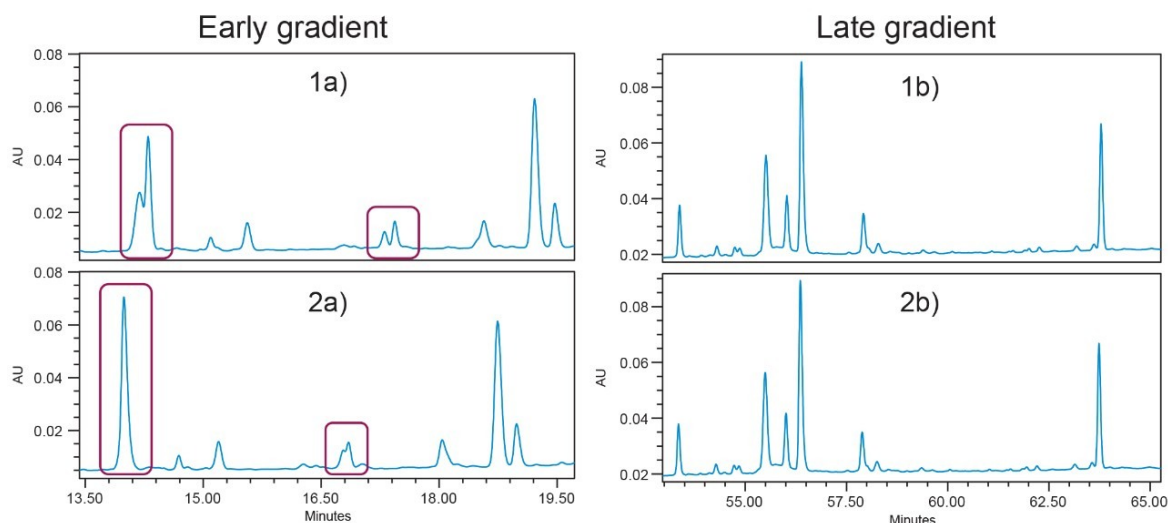 Early gradient
Late gradient
1a)
0.08
0.06
0.04
0.02
AU
1b)
0.08
0.06
0.04
0.02
AU
2a)
0.08
0.06
0.04
0.02
AU
13.50 15.00 16.50 18.00 19.50
Minutes
2b)
0.08
0.06
0.04
0.02
AU
55.00 57.50 60.00 62.50 65.00
Minutes